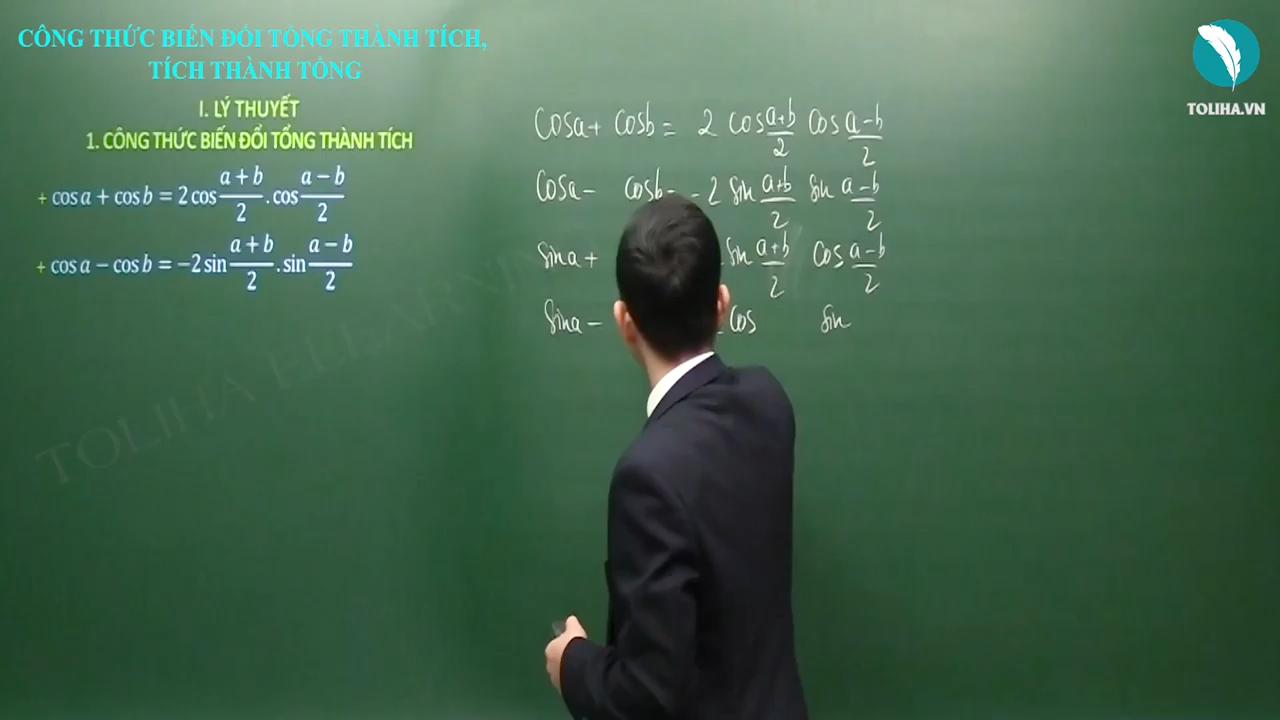 CÔNG THỨC BIẾN ĐỔI TỔNG THÀNH TÍCH,
TÍCH THÀNH TỔNG
I. LÝ THUYẾT
1. CÔNG THỨC BIẾN ĐỔI TỔNG THÀNH TÍCH
+ cos a + cos b = 2 cos (a + b)/2 . cos (a − b)/2
+ cos a − cos b = −2 sin (a + b)/2 . sin (a − b)/2
TOLIHA.VN
Cosa + cosb = 2 cos (a+b)/2 cos (a−b)/2
Cosa − cosb = −2 sin (a+b)/2 sin (a−b)/2
sina + sin (a+b)/2 cos (a−b)/2
sina − cos sin